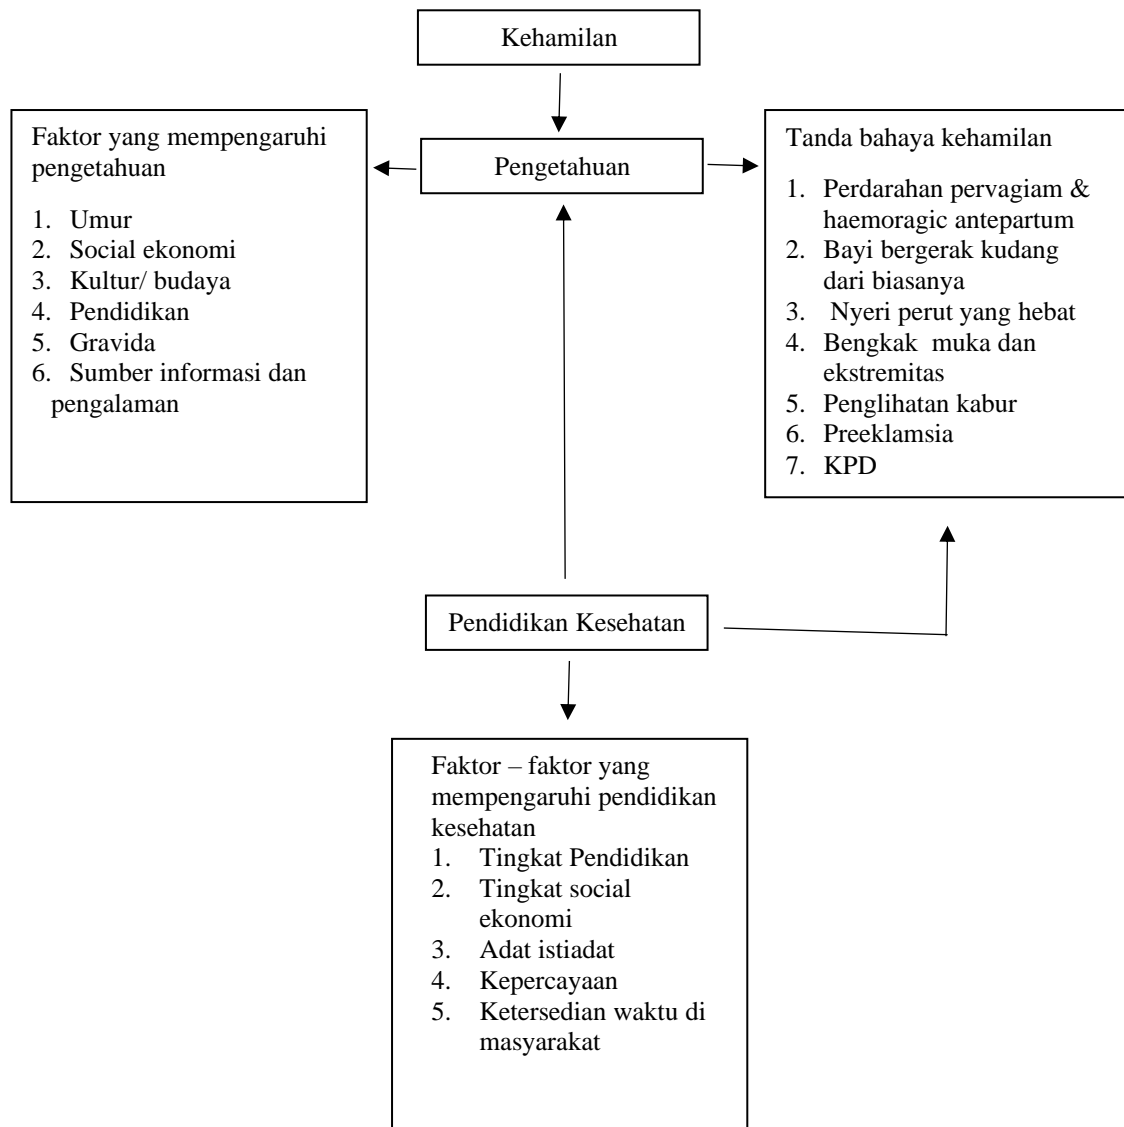 Kehamilan
Faktor yang mempengaruhi
pengetahuan
1. Umur
2. Social ekonomi
3. Kultur/ budaya
4. Pendidikan
5. Gravida
6. Sumber informasi dan
pengalaman
Pengetahuan
Tanda bahaya kehamilan
1. Perdarahan pervagiam &
haemoragic antepartum
2. Bayi bergerak kudang
dari biasanya
3. Nyeri perut yang hebat
4. Bengkak muka dan
ekstremitas
5. Penglihatan kabur
6. Preeklamsia
7. KPD
Pendidikan Kesehatan
Faktor – faktor yang
mempengaruhi pendidikan
kesehatan
1. Tingkat Pendidikan
2. Tingkat social
ekonomi
3. Adat istiadat
4. Kepercayaan
5. Ketersedian waktu di
masyarakat